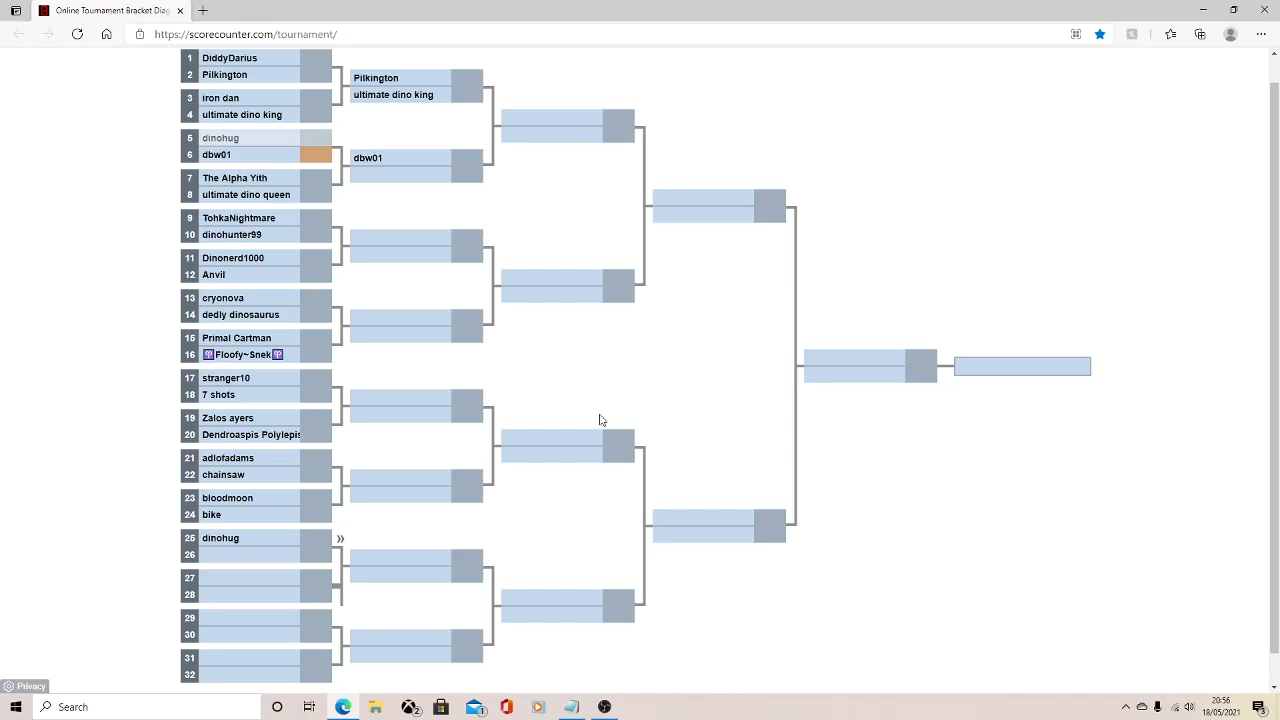 Online Tournament Bracket Diag
https://scorecounter.com/tournament/
1 DiddyDarius
2 Pilkington
3 iron dan
4 ultimate dino king
5 dinohug
6 dbw01
7 The Alpha Yith
8 ultimate dino queen
9 TohkaNightmare
10 dinohunter99
11 Dinonerd1000
12 Anvil
13 cryonova
14 dedly dinosaurus
15 Primal Cartman
16 ♈Floofy~Snek♈
17 stranger10
18 7 shots
19 Zalos ayers
20 Dendroaspis Polylepis
21 adlofadams
22 chainsaw
23 bloodmoon
24 bike
25 dinohug »
26
27
28
29
30
31
32
Pilkington
ultimate dino king
dbw01
Privacy
Search
2
1
20:56
18/05/2021
3